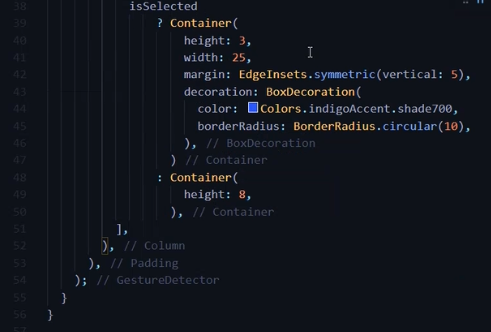 38 isSelected
39 ? Container(
40 height: 3,
41 width: 25,
42 margin: EdgeInsets.symmetric(vertical: 5),
43 decoration: BoxDecoration(
44 color: Colors.indigoAccent.shade700,
45 borderRadius: BorderRadius.circular(10),
46 ), // BoxDecoration
47 ) // Container
48 : Container(
49 height: 8,
50 ), // Container
51 ],
52 ), // Column
53 ), // Padding
54 ); // GestureDetector
55 }
56 }
57